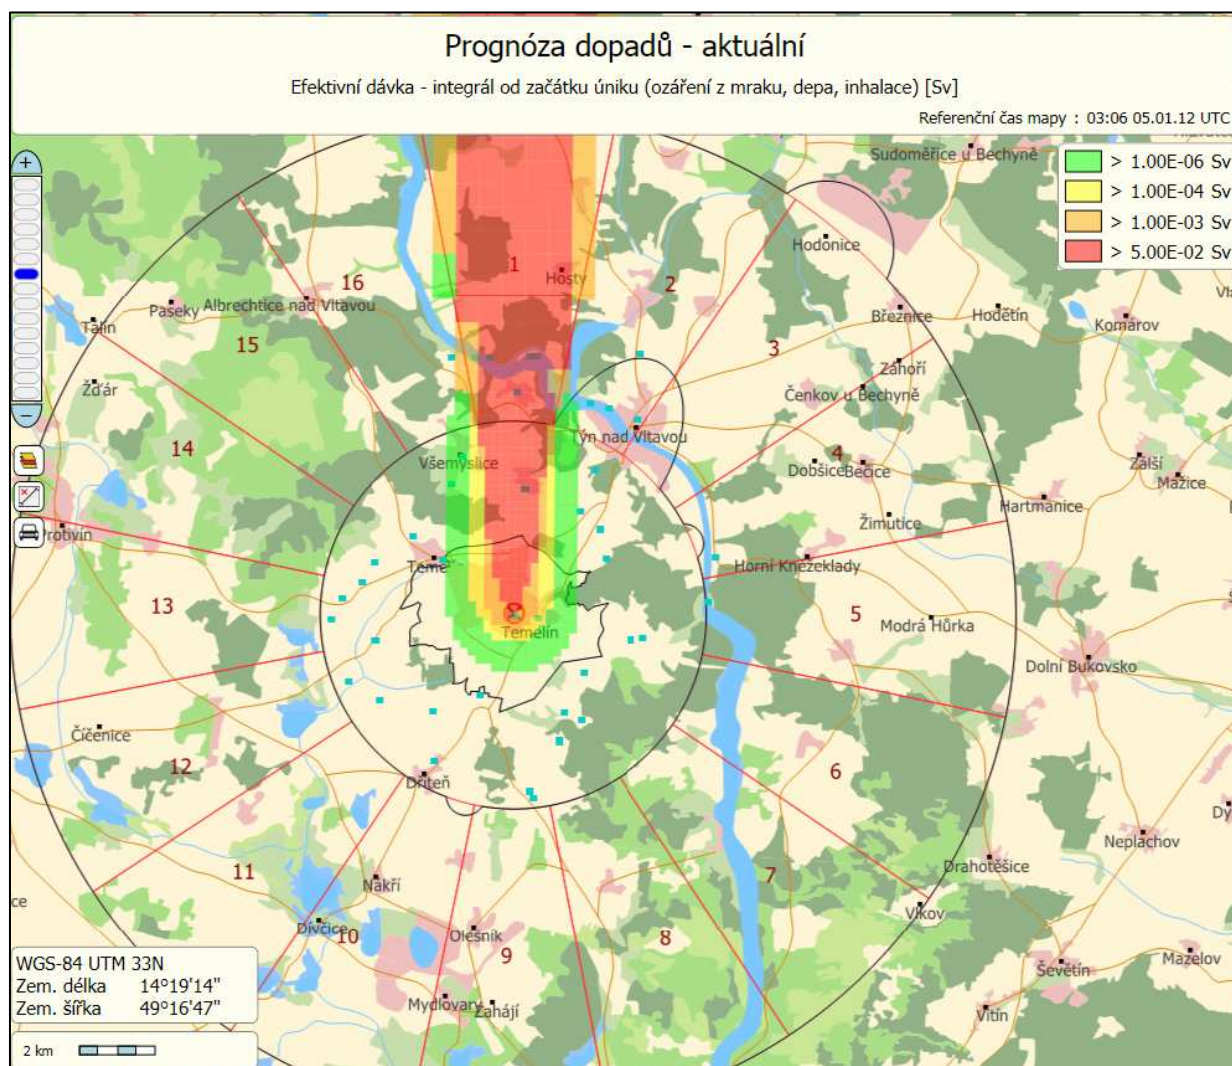 Prognóza dopadů - aktuální
Efektivní dávka - integrál od začátku úniku (ozáření z mraku, depa, inhalace) [Sv]
Referenční čas mapy : 03:06 05.01.12 UTC
Sudoměřice u Bechyně
> 1.00E-06 Sv
> 1.00E-04 Sv
> 1.00E-03 Sv
> 5.00E-02 Sv
+
−
Hodonice
1
Hosty
16
2
Paseky
Albrechtice nad Vltavou
Březnice
Hodětín
Komárov
Tálín
15
3
Žďár
Záhoří
Čenkov u Bechyně
14
Týn nad Vltavou
Všemyslice
4
Dobšice
Bečice
Zálší
Mažice
Hartmanice
Žimutice
Protivín
Teme
Horní Kněžeklady
13
5
Modrá Hůrka
Temelín
Dolní Bukovsko
Číčenice
12
6
Dříteň
Neplachov
Drahotěšice
11
7
Nákří
Vlkov
Dívčice
10
Olešník
9
8
Ševětín
Mazelov
Mydlovary
Zahájí
Vitín
WGS-84 UTM 33N
Zem. délka 14°19'14"
Zem. šířka 49°16'47"
2 km